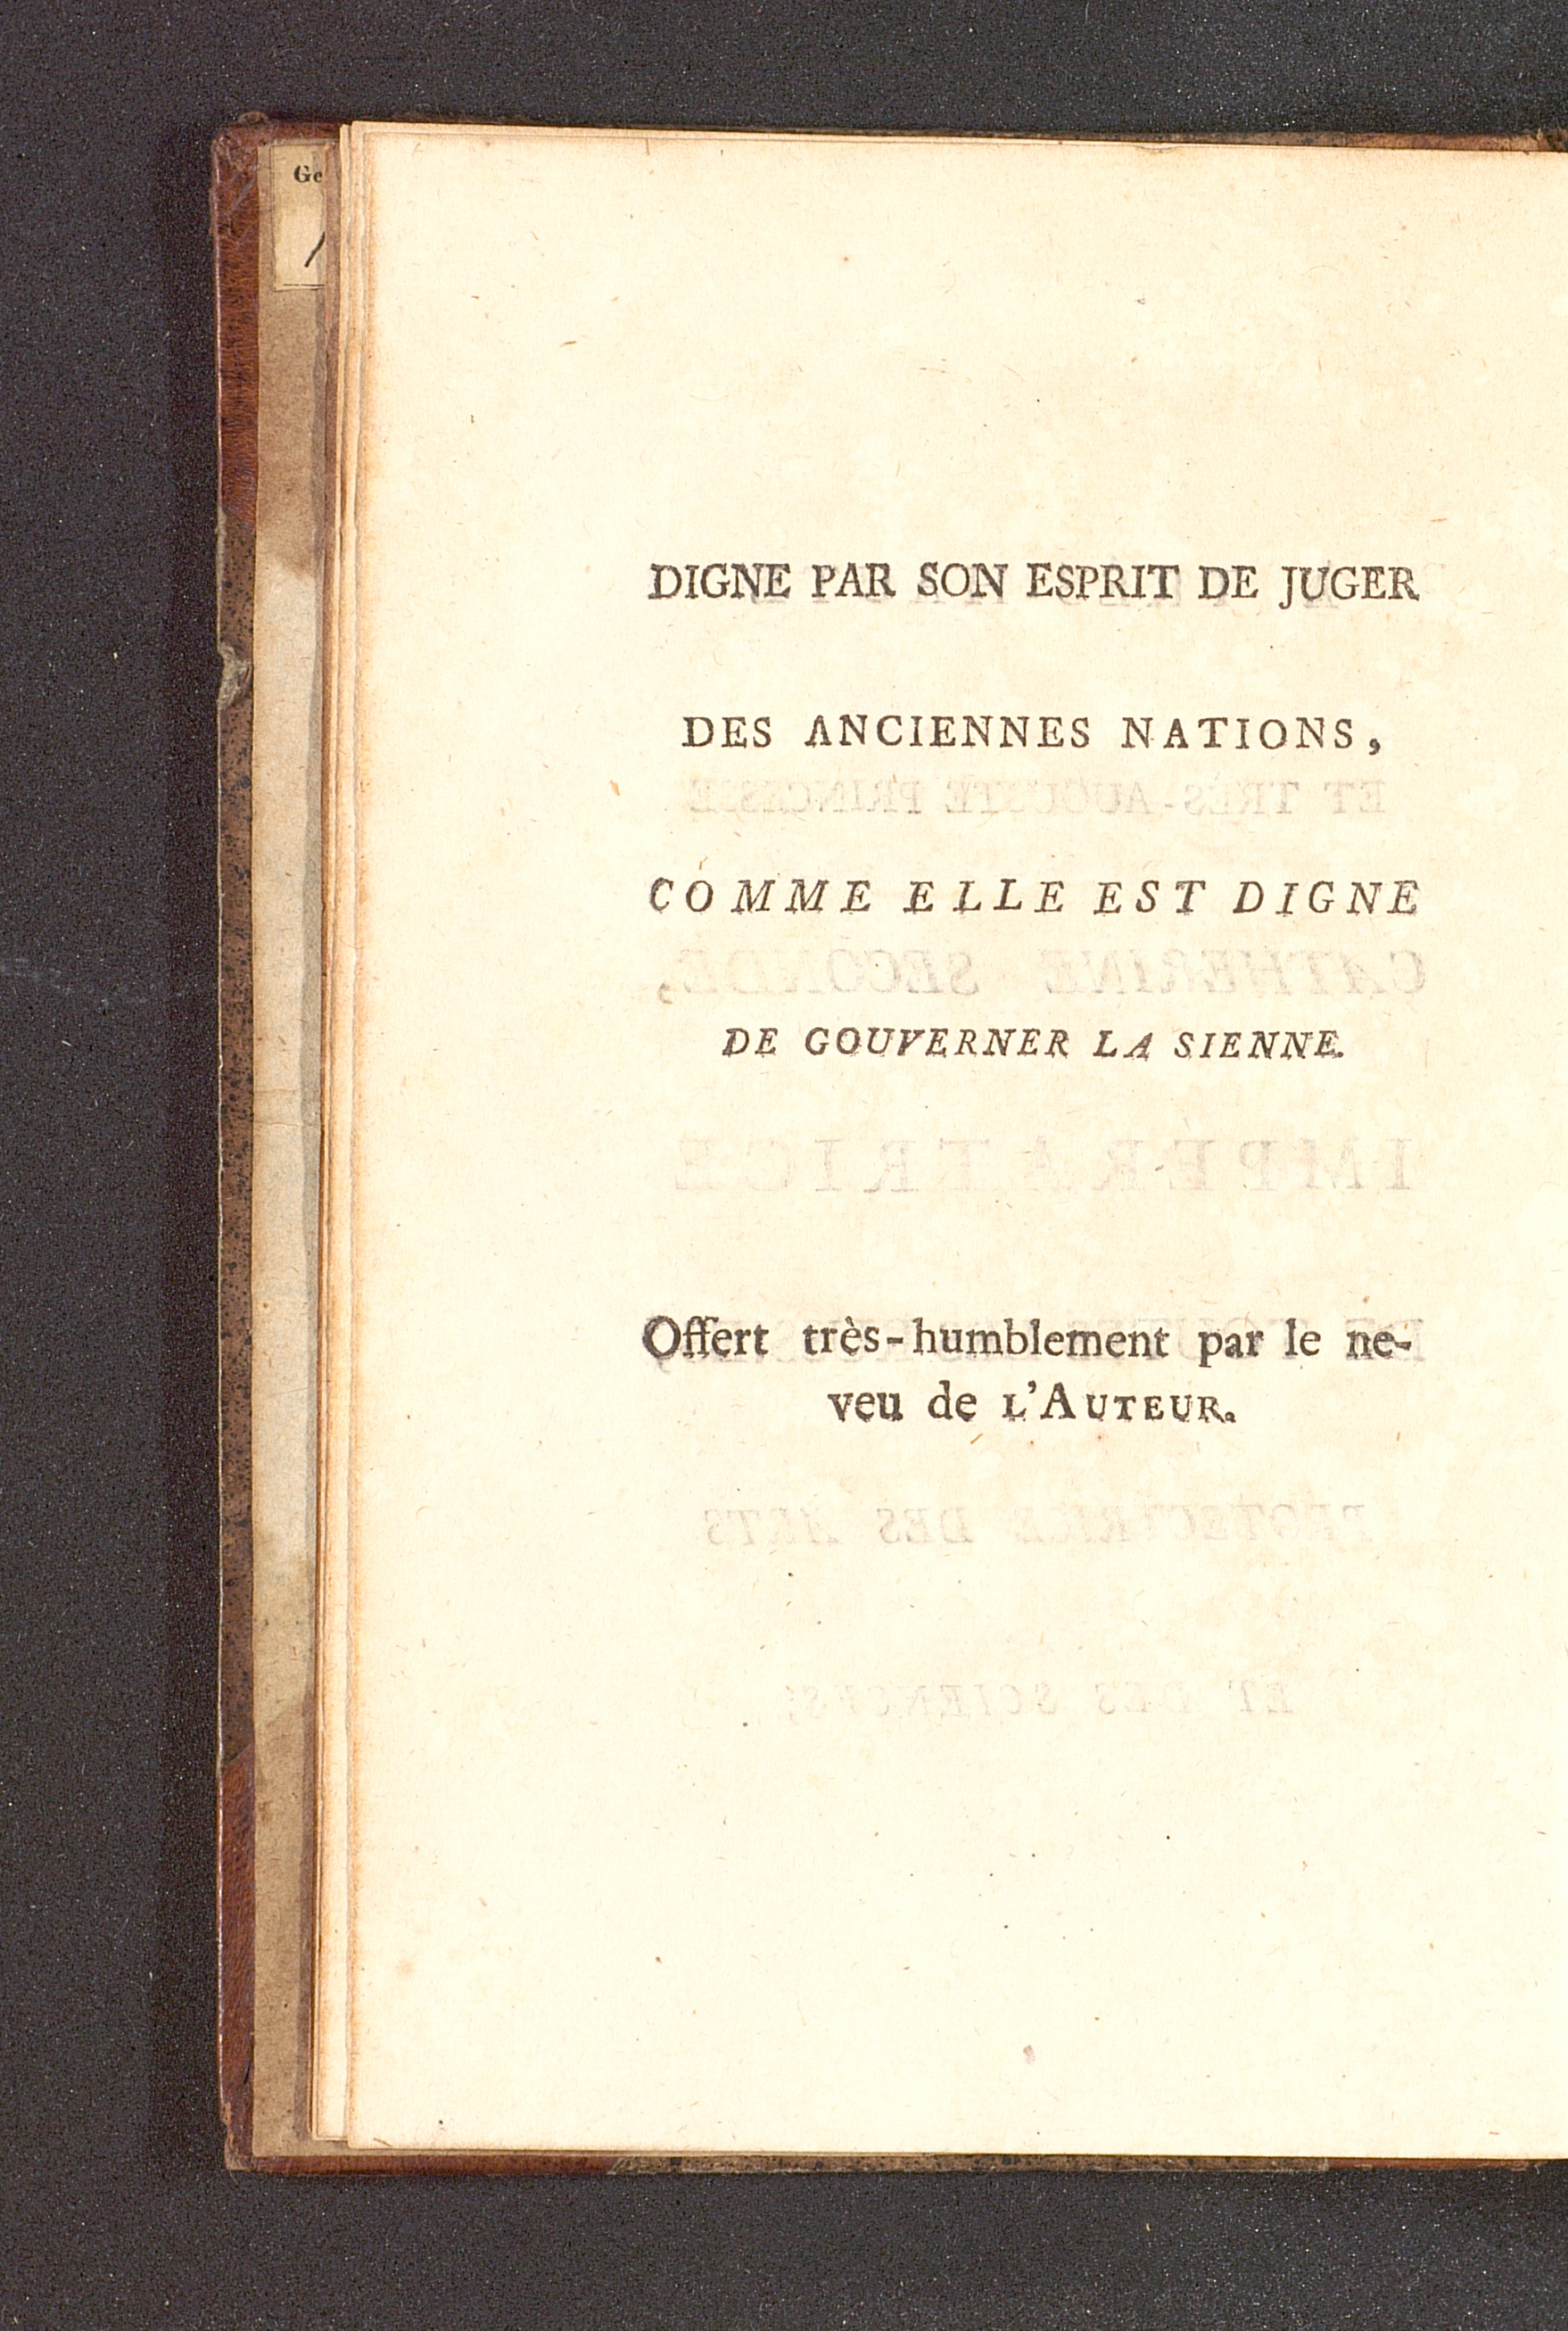 Ge
DIGNE PAR SON ESPRIT DE JUGER
DES ANCIENNES NATIONS,
COMME ELLE EST DIGNE
DE GOUVERNER LA SIENNE.
Offert très-humblement par le ne-
veu de L'AUTEUR.